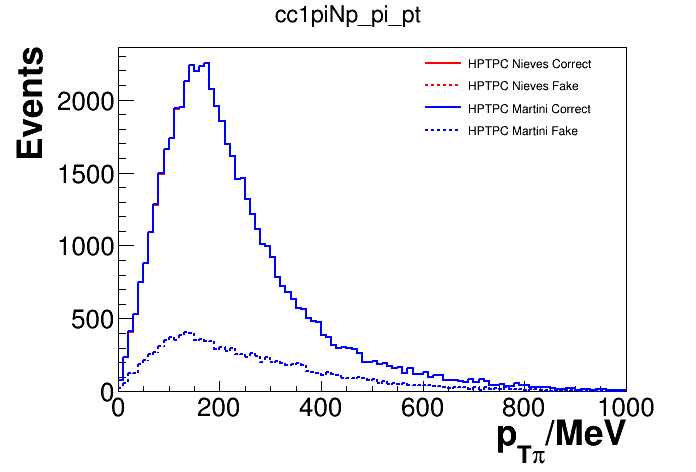 cc1piNp_pi_pt
Events
HPTPC Nieves Correct
HPTPC Nieves Fake
HPTPC Martini Correct
HPTPC Martini Fake
2000
1500
1000
500
0
0 200 400 600 800 1000
pTπ/MeV